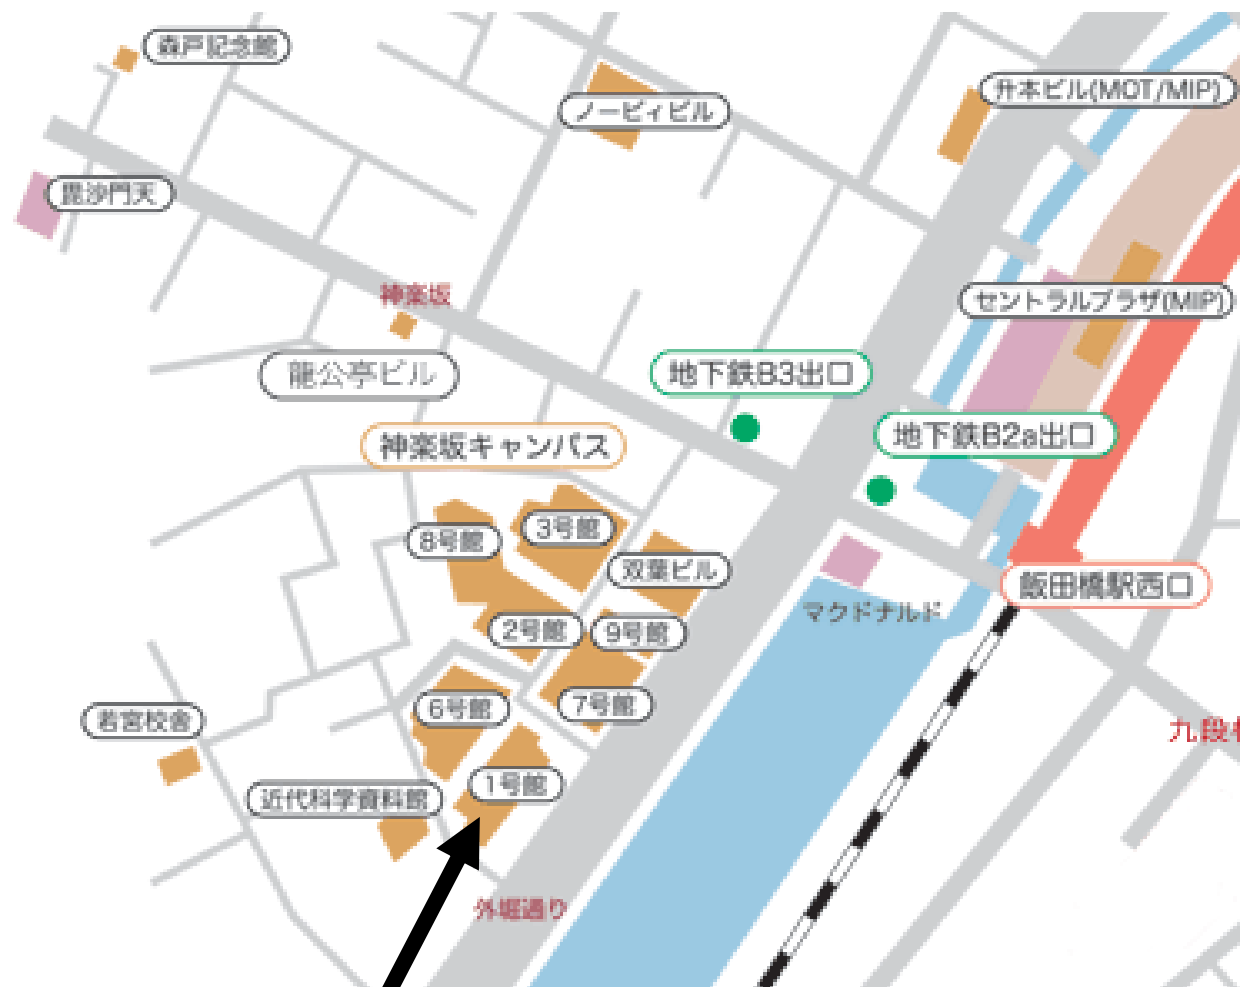 森戸記念館
ノービィビル
升本ビル(MOT/MIP)
毘沙門天
神楽坂
セントラルプラザ(MIP)
龍公亭ビル
地下鉄B3出口
地下鉄B2a出口
神楽坂キャンパス
3号館
8号館
双葉ビル
飯田橋駅西口
マクドナルド
2号館
9号館
6号館
7号館
若宮校舎
九段
1号館
近代科学資料館
外堀通り